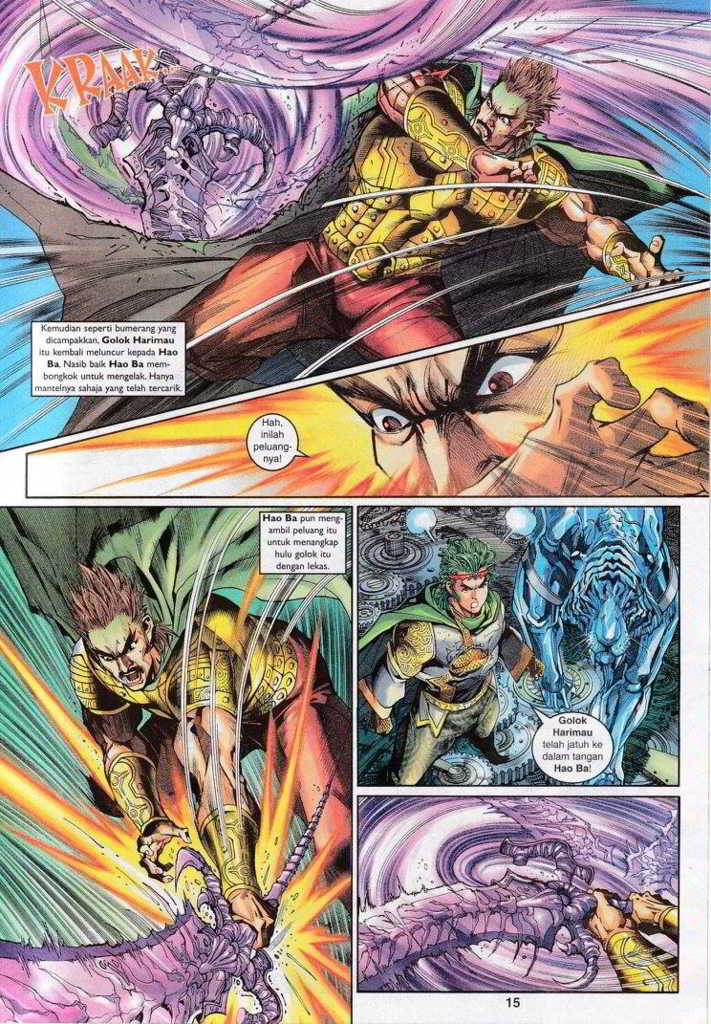 KRAAK...
Kemudian seperti bumerang yang
dicampakkan, Golok Harimau
itu kembali meluncur kepada Hao
Ba. Nasib baik Hao Ba mem-
bongkok untuk mengelak. Hanya
mantelnya sahaja yang telah tercarik.
Hah,
inilah
peluang-
nya!
Hao Ba pun meng-
ambil peluang itu
untuk menangkap
hulu golok itu
dengan lekas.
Golok
Harimau
telah jatuh ke
dalam tangan
Hao Ba!
15